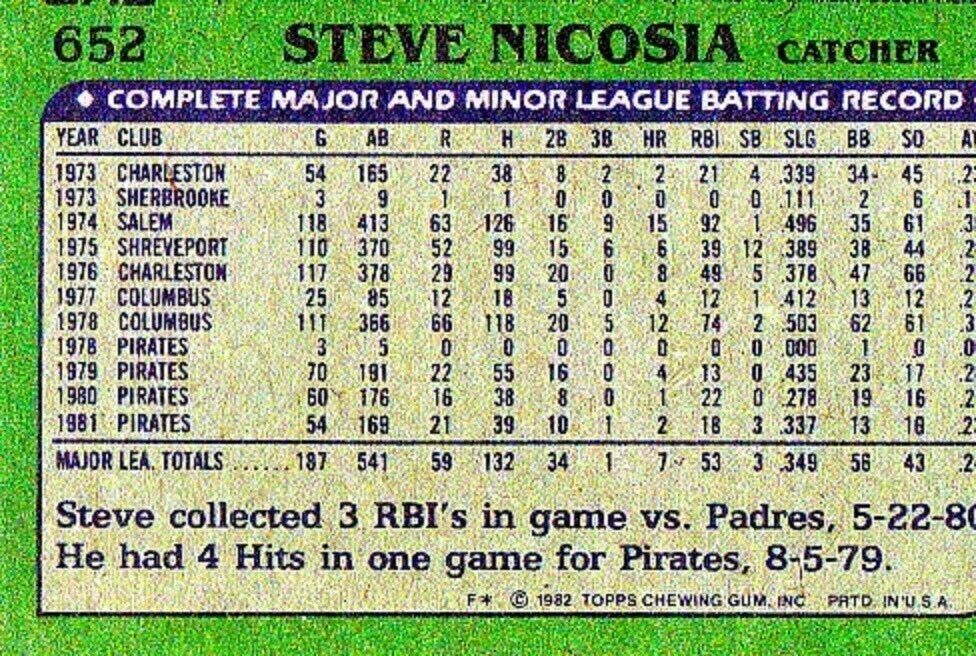 652 STEVE NICOSIA CATCHER
◆ COMPLETE MAJOR AND MINOR LEAGUE BATTING RECORD
YEAR CLUB G AB R H 2B 3B HR RBI SB SLG BB SO
1973 CHARLESTON 54 165 22 38 8 2 2 21 4 .339 34 45
1973 SHERBROOKE 3 9 1 1 0 0 0 0 0 .111 2 6
1974 SALEM 118 413 63 126 16 9 15 92 1 .496 35 61
1975 SHREVEPORT 110 370 52 99 15 6 6 39 12 .389 38 44
1976 CHARLESTON 117 378 29 99 20 0 8 49 5 .378 47 66
1977 COLUMBUS 25 85 12 18 5 0 4 12 1 .412 13 12
1978 COLUMBUS 111 366 66 118 20 5 12 74 2 .503 62 61
1978 PIRATES 3 5 0 0 0 0 0 0 0 .000 1 0
1979 PIRATES 70 191 22 55 16 0 4 13 0 .435 23 17
1980 PIRATES 60 176 16 38 8 0 1 22 0 .278 19 16
1981 PIRATES 54 169 21 39 10 1 2 18 3 .337 13 10
MAJOR LEA. TOTALS ...... 187 541 59 132 34 1 7 53 3 .349 56 43
Steve collected 3 RBI's in game vs. Padres, 5-22-80
He had 4 Hits in one game for Pirates, 8-5-79.
F* © 1982 TOPPS CHEWING GUM, INC PRTD. IN U.S.A.